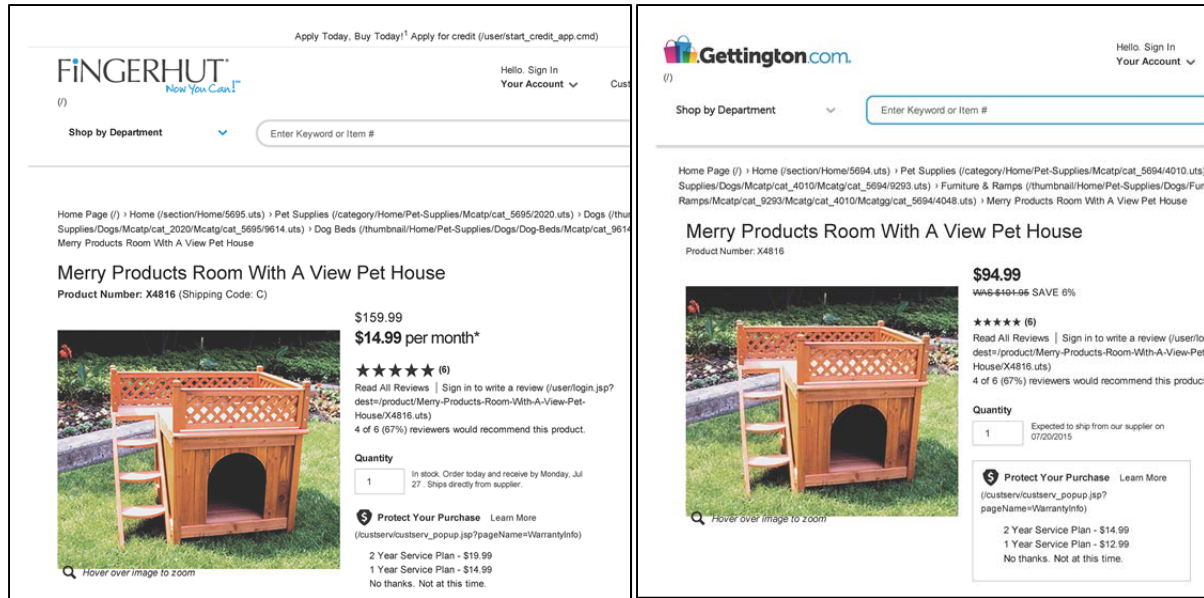 Apply Today, Buy Today!¹ Apply for credit (/user/start_credit_app.cmd)
FiNGERHUT®
Now You Can!™
(/)
Hello. Sign In
Your Account
Shop by Department
Enter Keyword or Item #
Home Page (/) › Home (/section/Home/5695.uts) › Pet Supplies (/category/Home/Pet-Supplies/Mcatp/cat_5695/2020.uts) › Dogs
Supplies/Dogs/Mcatp/cat_2020/Mcatg/cat_5695/9614.uts) › Dog Beds (/thumbnail/Home/Pet-Supplies/Dogs/Dog-Beds/Mcatp/cat_9614
Merry Products Room With A View Pet House
Merry Products Room With A View Pet House
Product Number: X4816 (Shipping Code: C)
$159.99
$14.99 per month*
★★★★★ (6)
Read All Reviews | Sign in to write a review (/user/login.jsp?
dest=/product/Merry-Products-Room-With-A-View-Pet-
House/X4816.uts)
4 of 6 (67%) reviewers would recommend this product.
Quantity
1
In stock. Order today and receive by Monday, Jul
27 . Ships directly from supplier.
Protect Your Purchase Learn More
(/custserv/custserv_popup.jsp?pageName=WarrantyInfo)
2 Year Service Plan - $19.99
1 Year Service Plan - $14.99
No thanks. Not at this time.
Hover over image to zoom
Gettington.com.
(/)
Hello. Sign In
Your Account
Shop by Department
Enter Keyword or Item #
Home Page (/) › Home (/section/Home/5694.uts) › Pet Supplies (/category/Home/Pet-Supplies/Mcatp/cat_5694/4010.uts)
Supplies/Dogs/Mcatp/cat_4010/Mcatg/cat_5694/9293.uts) › Furniture & Ramps (/thumbnail/Home/Pet-Supplies/Dogs/Fur
Ramps/Mcatp/cat_9293/Mcatg/cat_4010/Mcatgg/cat_5694/4048.uts) › Merry Products Room With A View Pet House
Merry Products Room With A View Pet House
Product Number: X4816
$94.99
WAS $101.95 SAVE 6%
★★★★★ (6)
Read All Reviews | Sign in to write a review
dest=/product/Merry-Products-Room-With-A-View-Pet
House/X4816.uts)
4 of 6 (67%) reviewers would recommend this product
Quantity
1
Expected to ship from our supplier on
07/20/2015
Protect Your Purchase Learn More
(/custserv/custserv_popup.jsp?
pageName=WarrantyInfo)
2 Year Service Plan - $14.99
1 Year Service Plan - $12.99
No thanks. Not at this time.
Hover over image to zoom